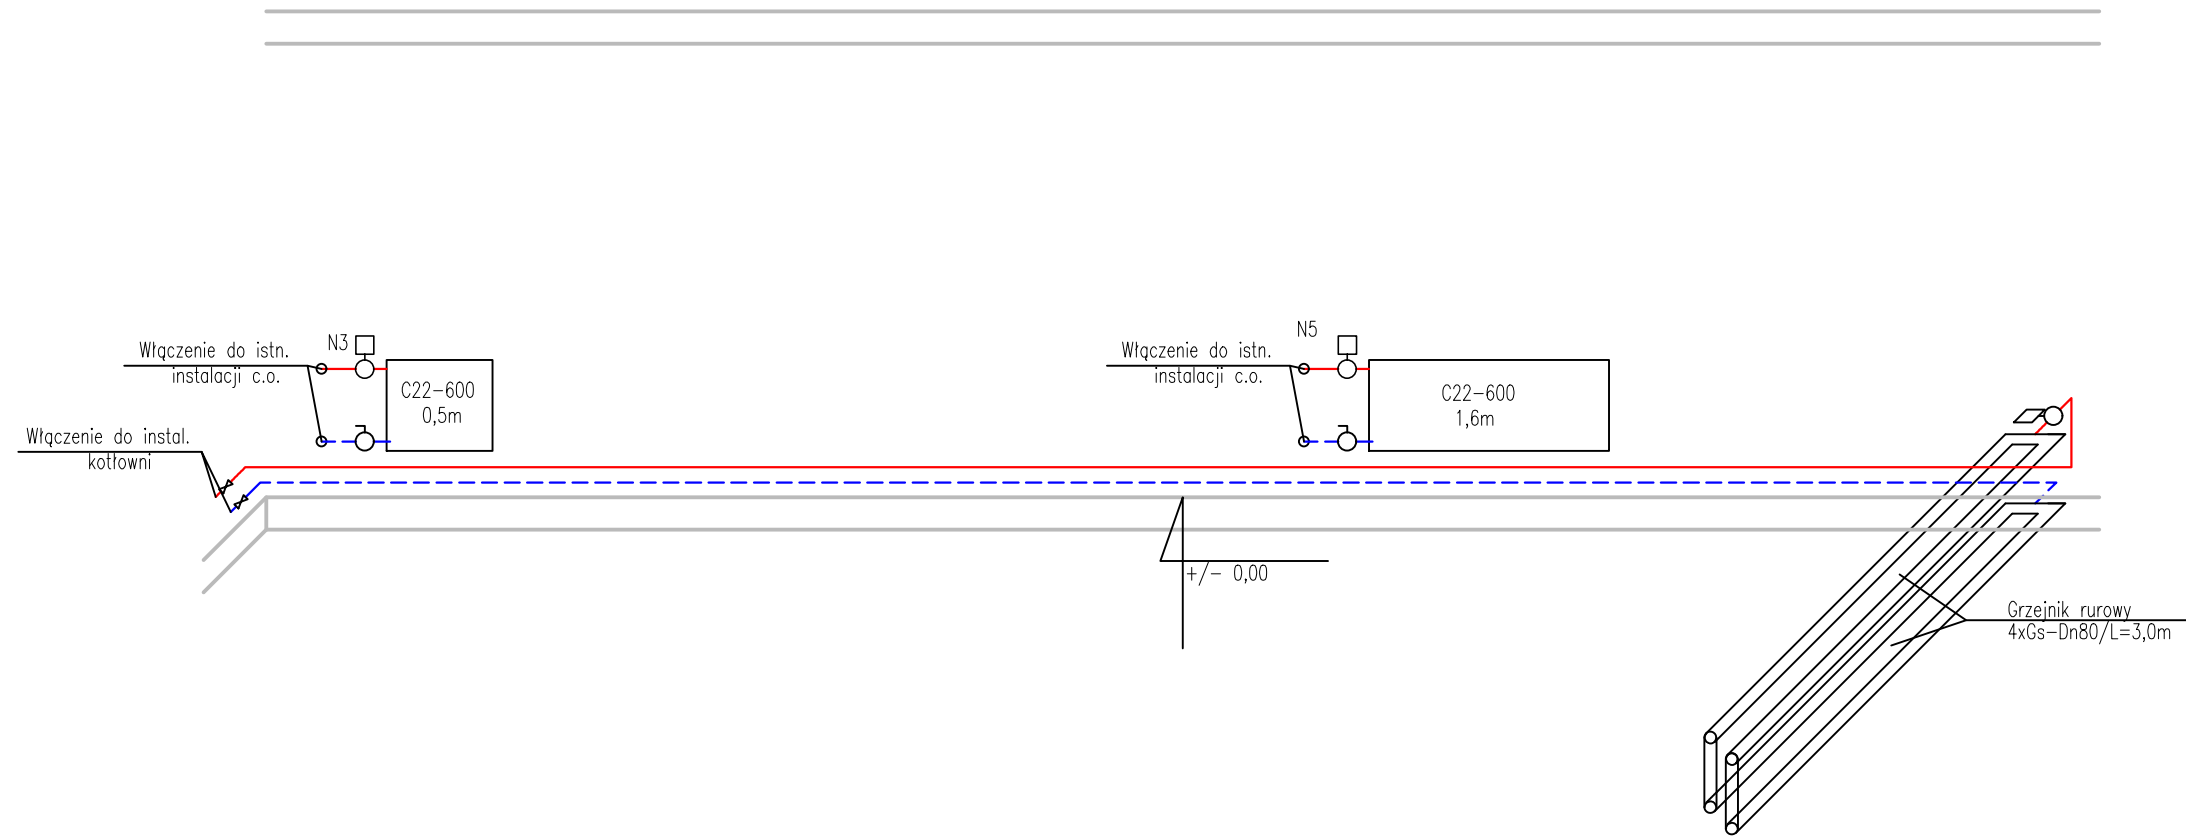 N3
Włączenie do istn.
instalacji c.o.
C22-600
0,5m
Włączenie do instal.
kotłowni
N5
Włączenie do istn.
instalacji c.o.
C22-600
1,6m
+/- 0,00
Grzejnik rurowy
4xGs-Dn80/L=3,0m